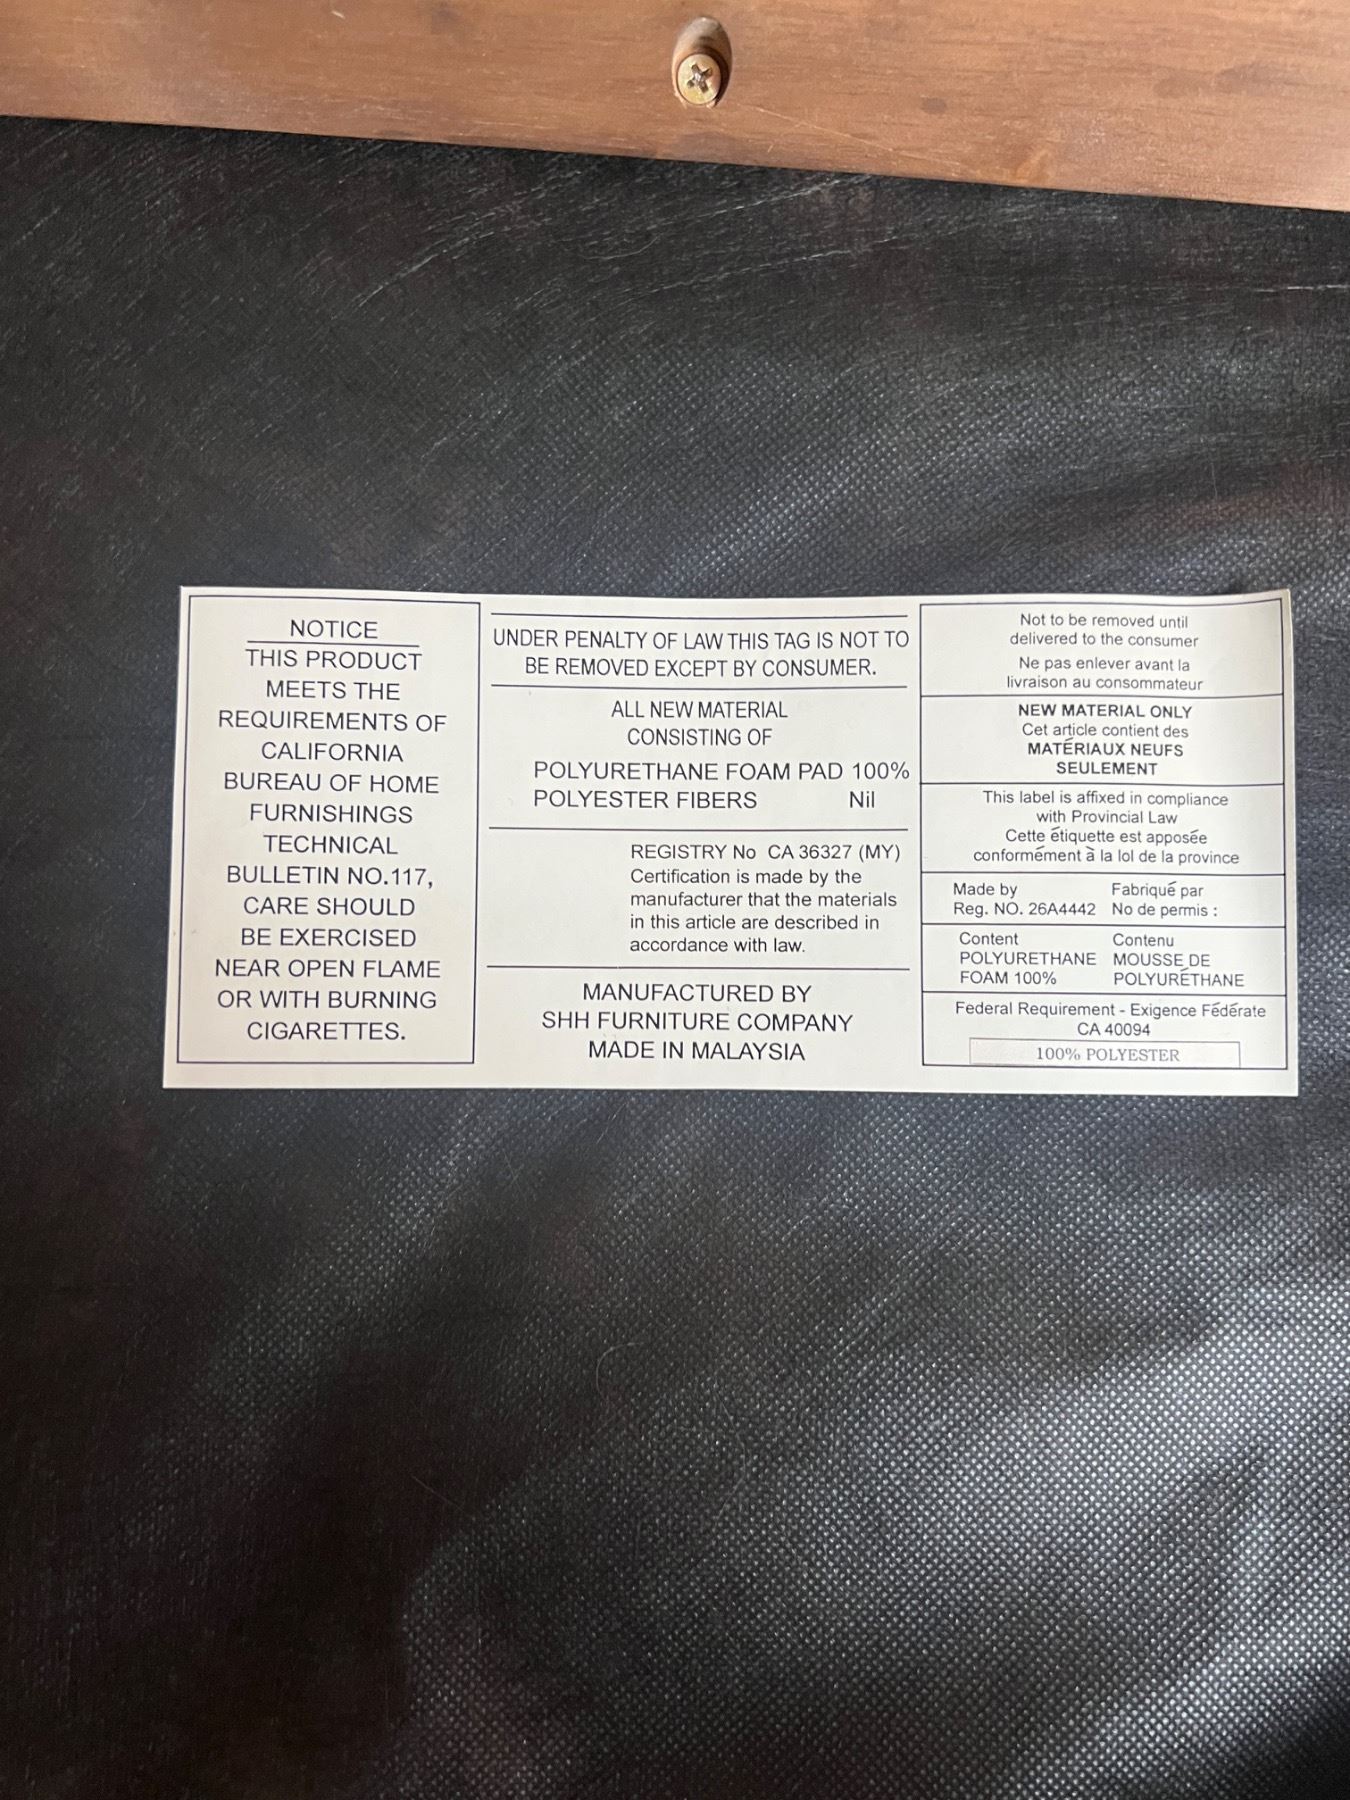 NOTICE
THIS PRODUCT
MEETS THE
REQUIREMENTS OF
CALIFORNIA
BUREAU OF HOME
FURNISHINGS
TECHNICAL
BULLETIN NO.117,
CARE SHOULD
BE EXERCISED
NEAR OPEN FLAME
OR WITH BURNING
CIGARETTES.
UNDER PENALTY OF LAW THIS TAG IS NOT TO
BE REMOVED EXCEPT BY CONSUMER.
ALL NEW MATERIAL
CONSISTING OF
POLYURETHANE FOAM PAD 100%
POLYESTER FIBERS Nil
REGISTRY No CA 36327 (MY)
Certification is made by the
manufacturer that the materials
in this article are described in
accordance with law.
MANUFACTURED BY
SHH FURNITURE COMPANY
MADE IN MALAYSIA
Not to be removed until
delivered to the consumer
Ne pas enlever avant la
livraison au consommateur
NEW MATERIAL ONLY
Cet article contient des
MATÉRIAUX NEUFS
SEULEMENT
This label is affixed in compliance
with Provincial Law
Cette étiquette est apposée
conformément à la lol de la province
Made by Fabriqué par
Reg. NO. 26A4442 No de permis :
Content Contenu
POLYURETHANE MOUSSE DE
FOAM 100% POLYURÉTHANE
Federal Requirement - Exigence Fédérate
CA 40094
100% POLYESTER